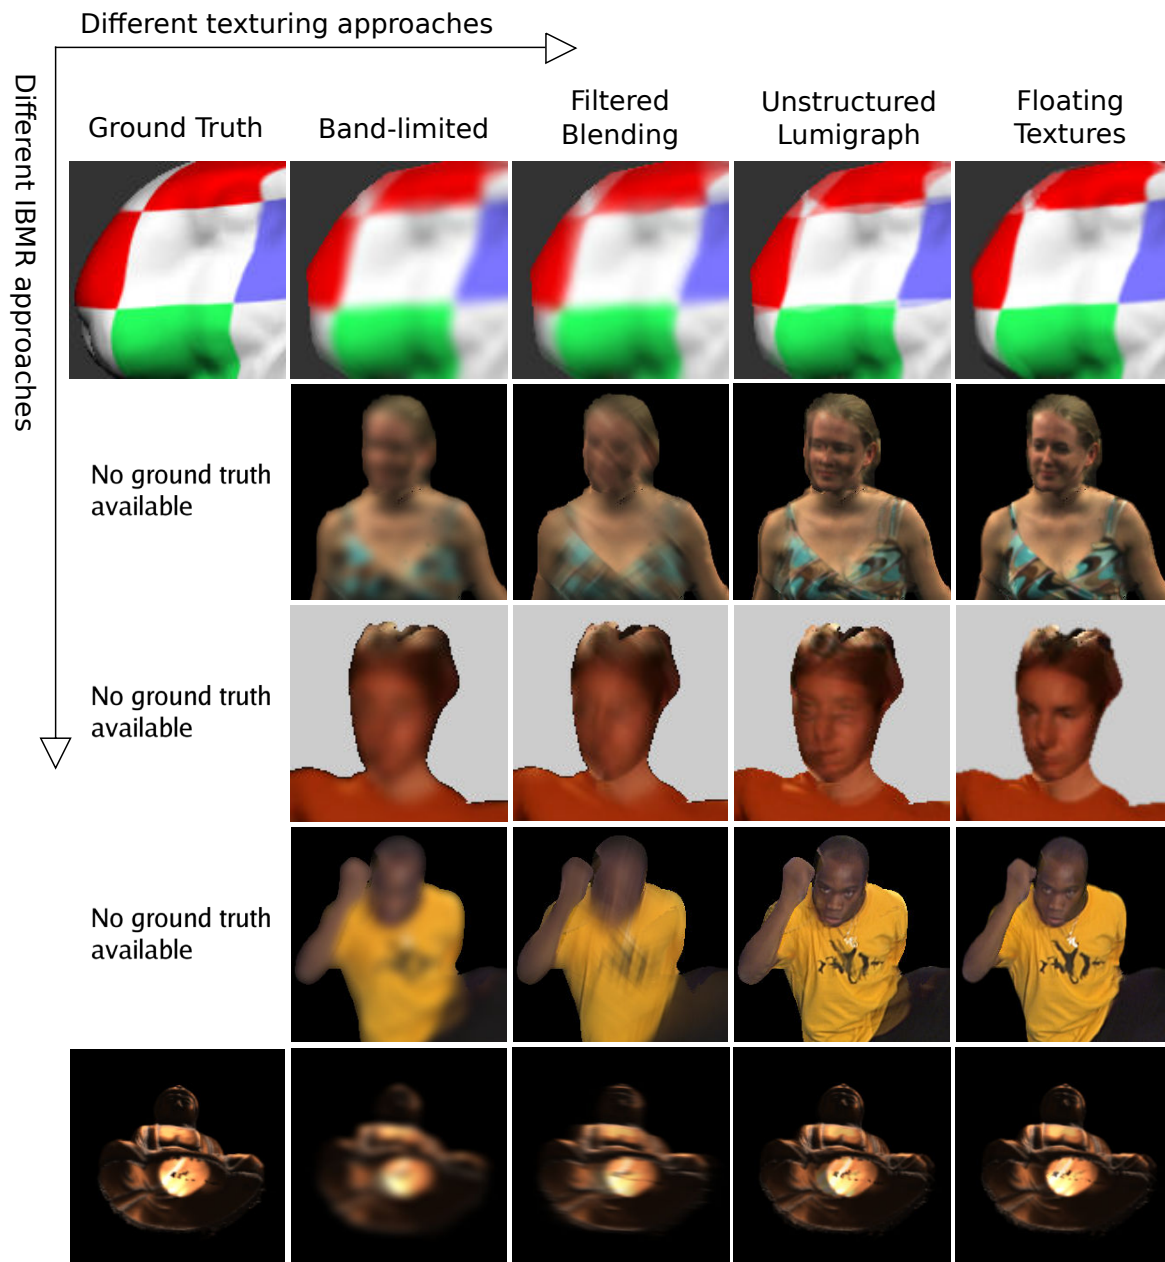 Different texturing approaches
Different IBMR approaches
Ground Truth
Band-limited
Filtered
Blending
Unstructured
Lumigraph
Floating
Textures
No ground truth
available
No ground truth
available
No ground truth
available